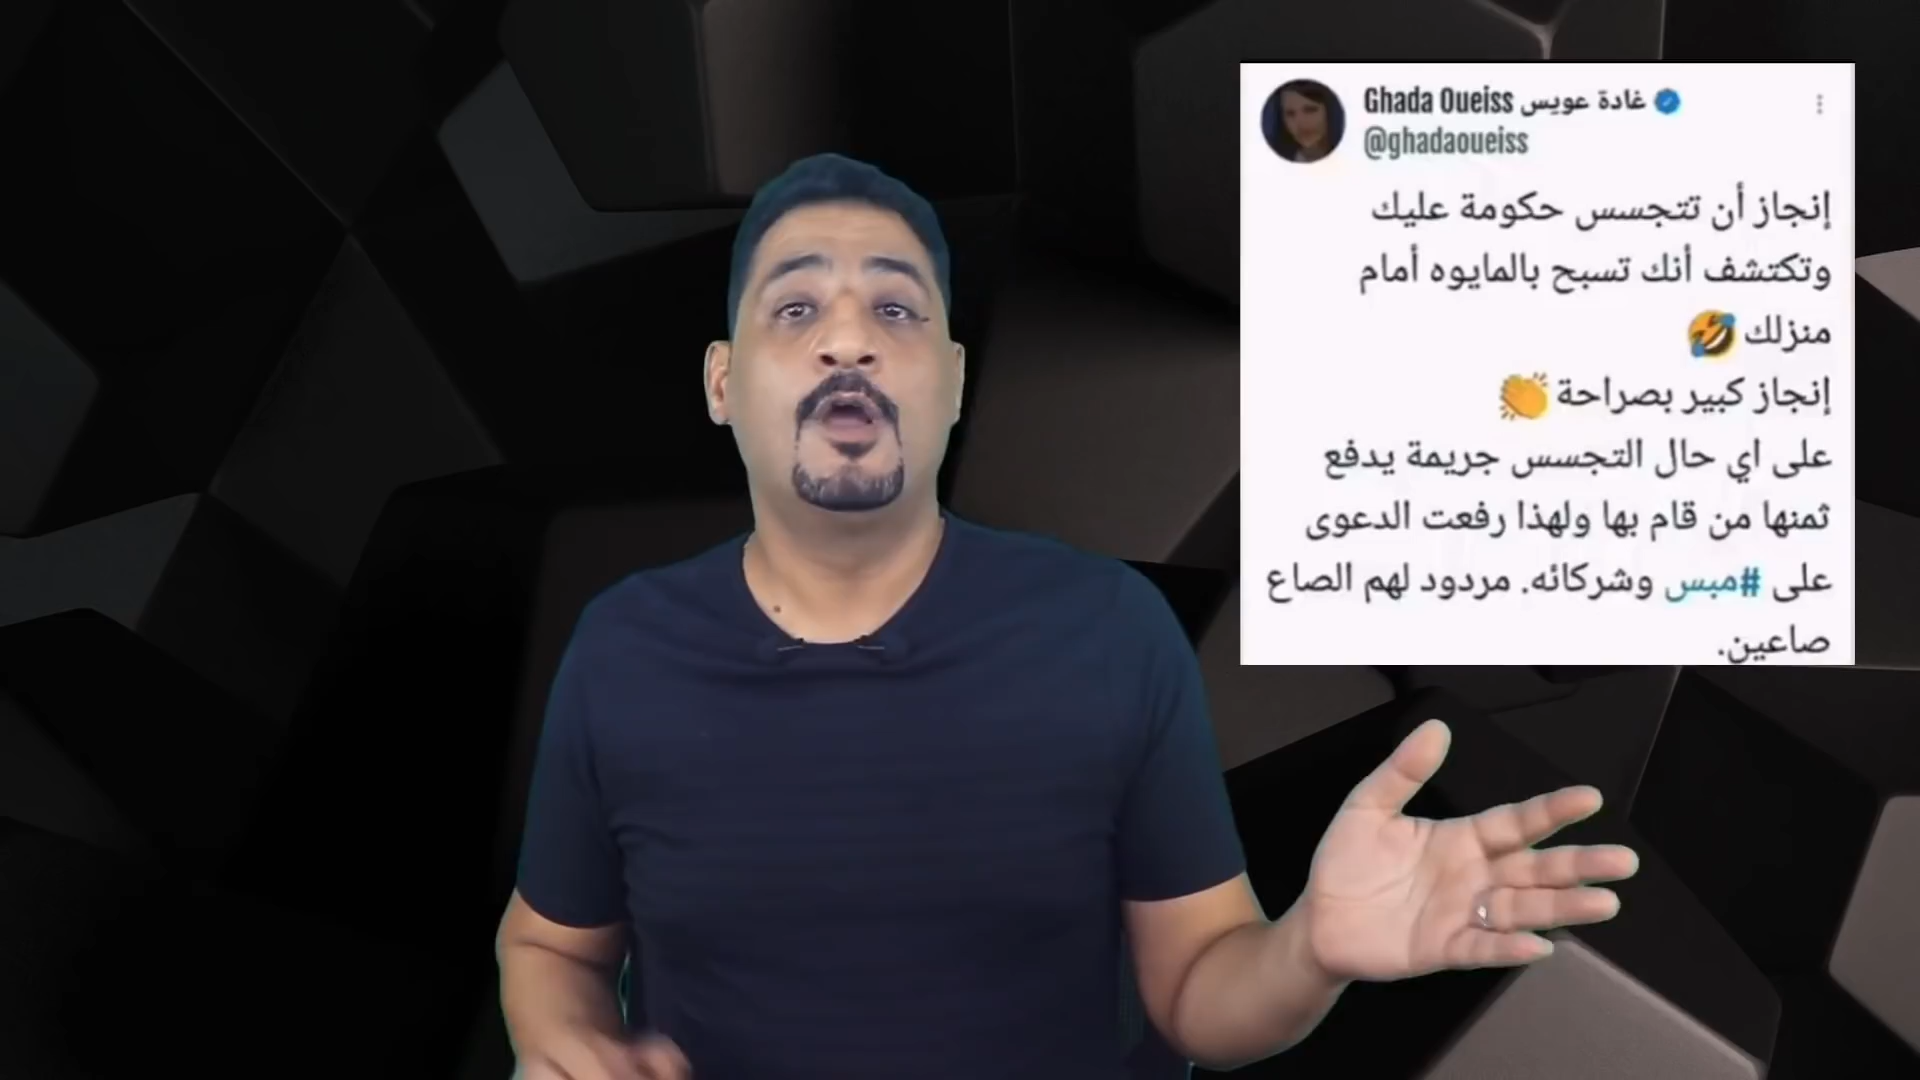 Ghada Oueiss غادة عويس
@ghadaoueiss
إنجاز أن تتجسس حكومة عليك
وتكتشف أنك تسبح بالمايوه أمام
منزلك 🤣
إنجاز كبير بصراحة 👏
على اي حال التجسس جريمة يدفع
ثمنها من قام بها ولهذا رفعت الدعوى
على #مبس وشركائه. مردود لهم الصاع
صاعين.